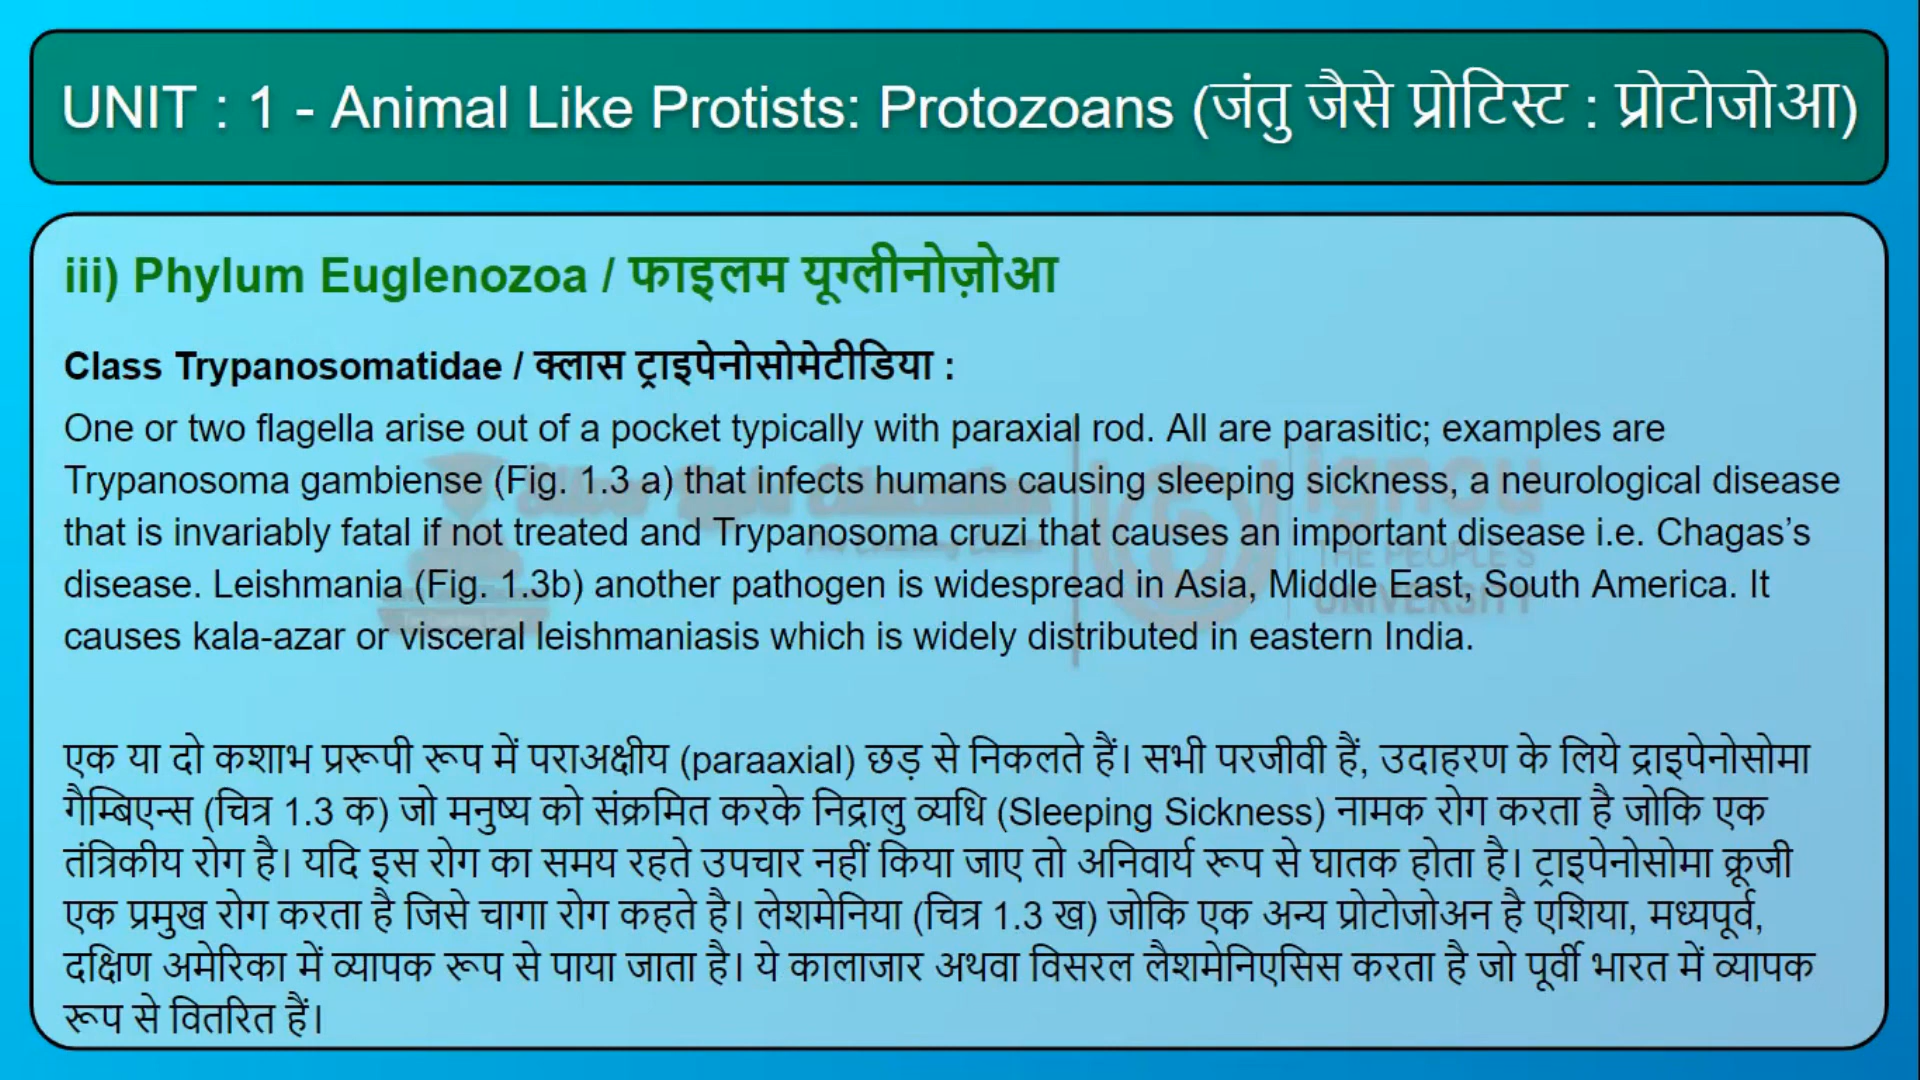 UNIT : 1 - Animal Like Protists: Protozoans (जंतु जैसे प्रोटिस्ट : प्रोटोजोआ)
iii) Phylum Euglenozoa / फाइलम यूग्लीनोज़ोआ
Class Trypanosomatidae / क्लास ट्राइपेनोसोमेटीडिया :
One or two flagella arise out of a pocket typically with paraxial rod. All are parasitic; examples are
Trypanosoma gambiense (Fig. 1.3 a) that infects humans causing sleeping sickness, a neurological disease
that is invariably fatal if not treated and Trypanosoma cruzi that causes an important disease i.e. Chagas’s
disease. Leishmania (Fig. 1.3b) another pathogen is widespread in Asia, Middle East, South America. It
causes kala-azar or visceral leishmaniasis which is widely distributed in eastern India.
एक या दो कशाभ प्ररूपी रूप में पराअक्षीय (paraaxial) छड़ से निकलते हैं। सभी परजीवी हैं, उदाहरण के लिये द्राइपेनोसोमा
गैम्बिएन्स (चित्र 1.3 क) जो मनुष्य को संक्रमित करके निद्रालु व्यधि (Sleeping Sickness) नामक रोग करता है जोकि एक
तंत्रिकीय रोग है। यदि इस रोग का समय रहते उपचार नहीं किया जाए तो अनिवार्य रूप से घातक होता है। ट्राइपेनोसोमा क्रूजी
एक प्रमुख रोग करता है जिसे चागा रोग कहते है। लेशमेनिया (चित्र 1.3 ख) जोकि एक अन्य प्रोटोजोअन है एशिया, मध्यपूर्व,
दक्षिण अमेरिका में व्यापक रूप से पाया जाता है। ये कालाजार अथवा विसरल लैशमेनिएसिस करता है जो पूर्वी भारत में व्यापक
रूप से वितरित हैं।
ignou
THE PEOPLE'S
UNIVERSITY